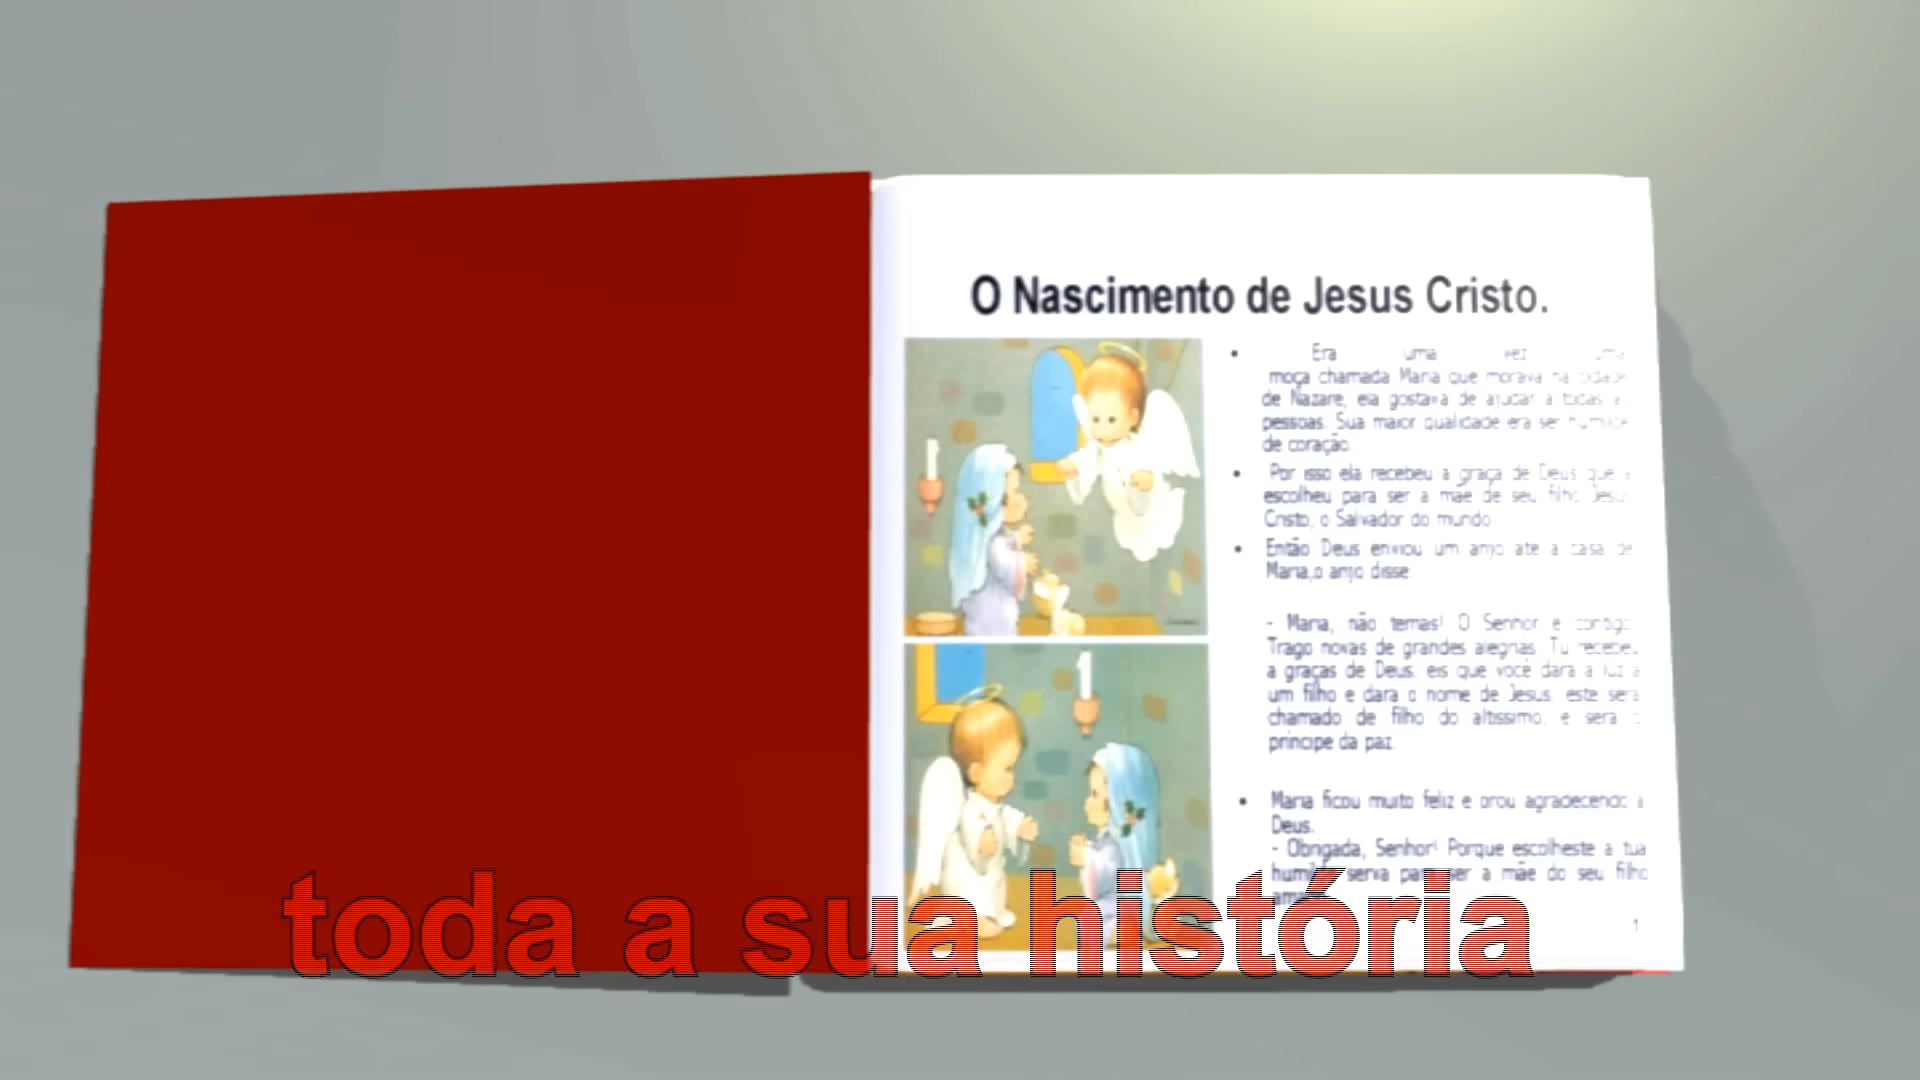 O Nascimento de Jesus Cristo.
• Era uma vez uma
moça chamada Maria que morava na cidade
de Nazare, ela gostava de ajudar a todas as
pessoas. Sua maior qualidade era ser humilde
de coração.
• Por isso ela recebeu a graça de Deus que a
escolheu para ser a mãe de seu filho Jesus
Cristo, o Salvador do mundo.
• Então Deus enviou um anjo ate a casa de
Maria,o anjo disse:
- Maria, não temas! O Senhor e contigo.
Trago novas de grandes alegrias. Tu recebeu
a graças de Deus, eis que você dara a luz a
um filho e dara o nome de Jesus, este sera
chamado de filho do altissimo, e sera o
principe da paz.
• Maria ficou muito feliz e orou agradecendo a
Deus.
- Obrigada, Senhor! Porque escolheste a tua
humilde serva para ser a mãe do seu filho
amado.
1
toda a sua história